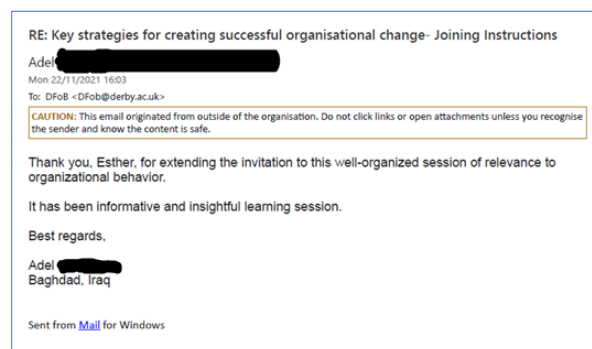 RE: Key strategies for creating successful organisational change- Joining Instructions
Adel
Mon 22/11/2021 16:03
To: DFoB <DFob@derby.ac.uk>
CAUTION: This email originated from outside of the organisation. Do not click links or open attachments unless you recognise
the sender and know the content is safe.
Thank you, Esther, for extending the invitation to this well-organized session of relevance to
organizational behavior.
It has been informative and insightful learning session.
Best regards,
Adel
Baghdad, Iraq
Sent from Mail for Windows